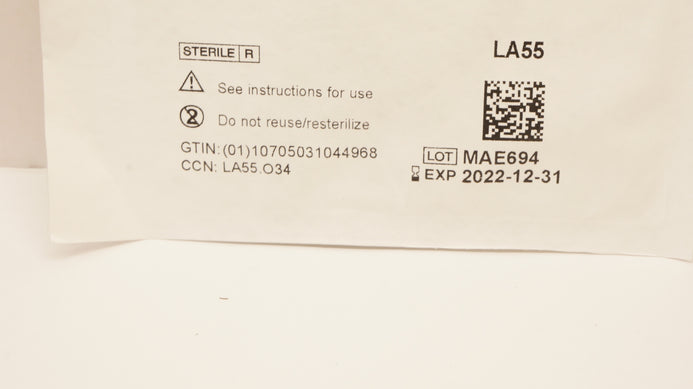 STERILE R
See instructions for use
Do not reuse/resterilize
GTIN: (01)10705031044968
CCN: LA55.O34
LA55
LOT MAE694
EXP 2022-12-31